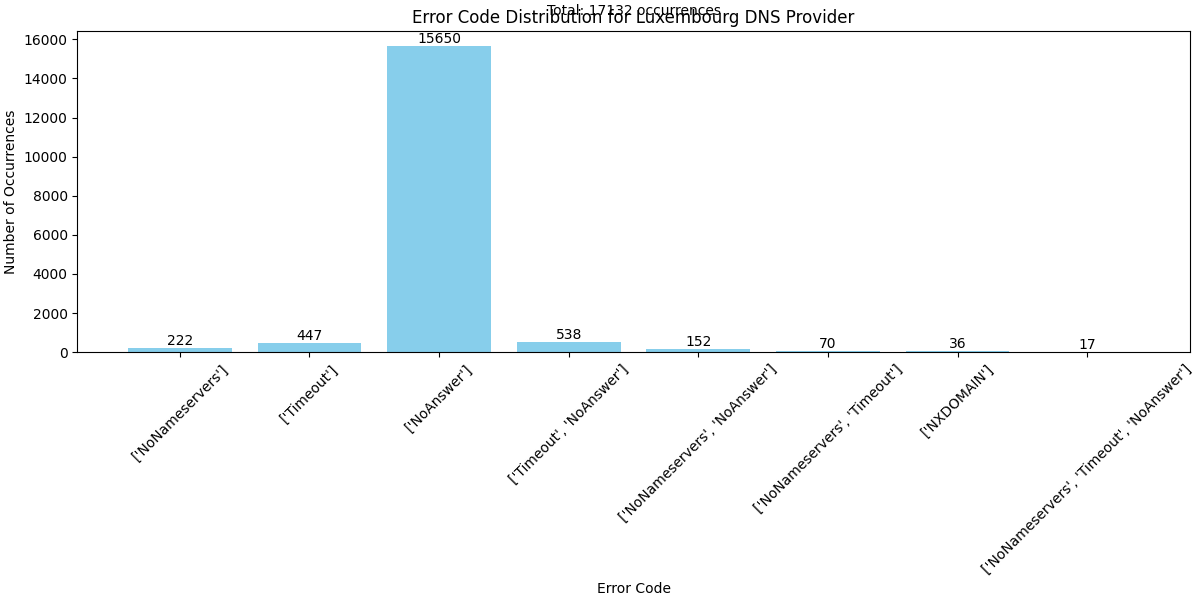 Total: 17132 occurrences
Error Code Distribution for Luxembourg DNS Provider
Number of Occurrences
16000
14000
12000
10000
8000
6000
4000
2000
0
222
447
15650
538
152
70
36
17
['NoNameservers']
['Timeout']
['NoAnswer']
['Timeout', 'NoAnswer']
['NoNameservers', 'NoAnswer']
['NoNameservers', 'Timeout']
['NXDOMAIN']
['NoNameservers', 'Timeout', 'NoAnswer']
Error Code